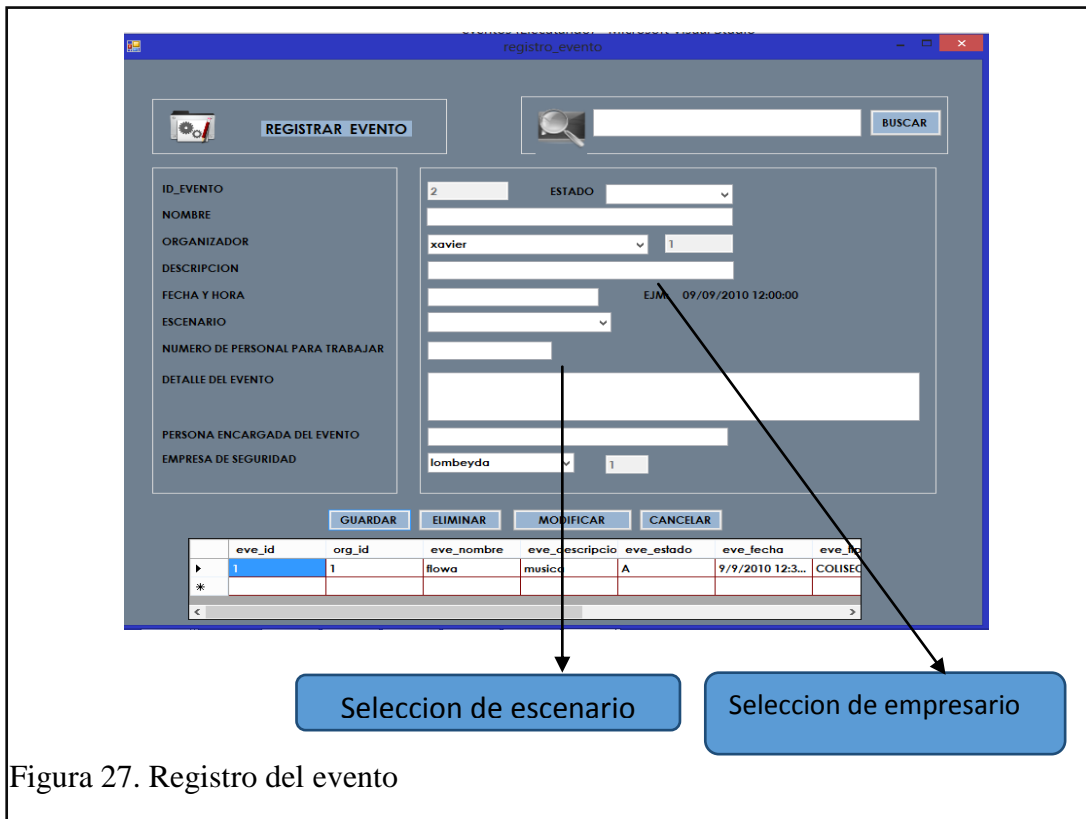 registro_evento
REGISTRAR EVENTO
BUSCAR
ID_EVENTO
2
ESTADO
NOMBRE
ORGANIZADOR
xavier
1
DESCRIPCION
FECHA Y HORA
EJM: 09/09/2010 12:00:00
ESCENARIO
NUMERO DE PERSONAL PARA TRABAJAR
DETALLE DEL EVENTO
PERSONA ENCARGADA DEL EVENTO
EMPRESA DE SEGURIDAD
lombeyda
1
GUARDAR ELIMINAR MODIFICAR CANCELAR
eve_id org_id eve_nombre eve_descripcio eve_estado eve_fecha
1 1 flowa musica A 9/9/2010 12:3... COLISEO
Seleccion de escenario
Seleccion de empresario
Figura 27. Registro del evento